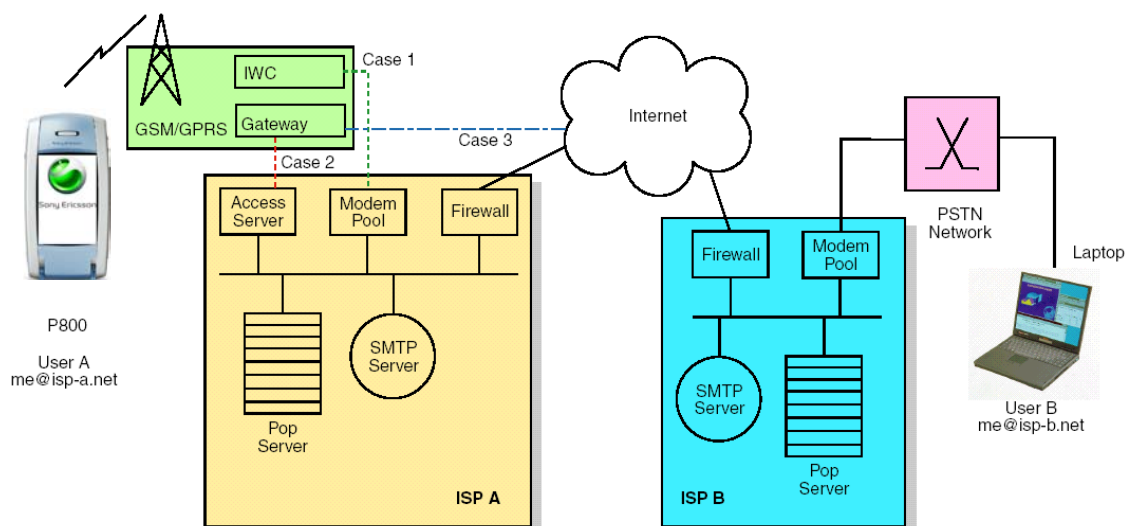 Case 1
IWC
GSM/GPRS
Gateway
Case 2
Case 3
Internet
Sony Ericsson
P800
User A
me@isp-a.net
Access
Server
Modem
Pool
Firewall
SMTP
Server
Pop
Server
ISP A
Firewall
Modem
Pool
SMTP
Server
Pop
Server
ISP B
PSTN
Network
Laptop
User B
me@isp-b.net